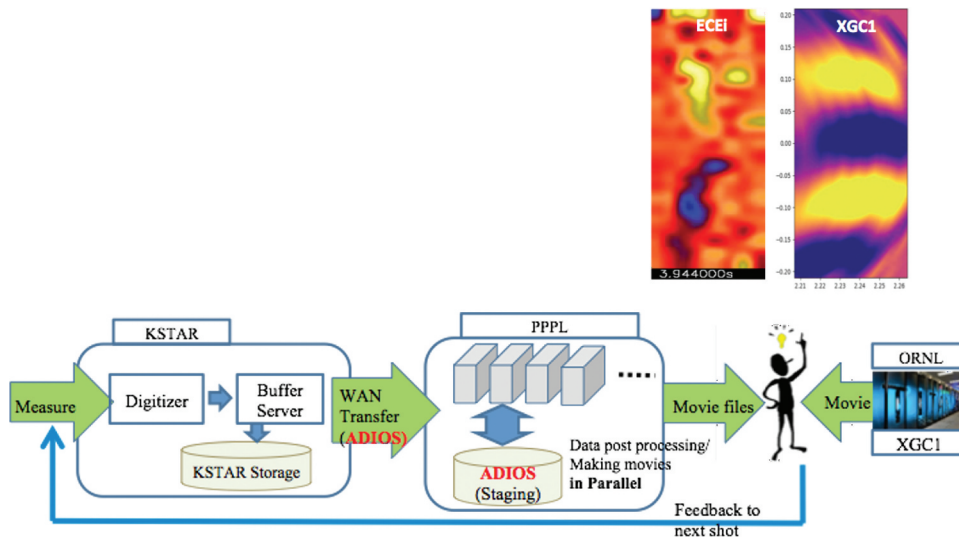 ECEi
XGC1
0.20
0.15
0.10
0.05
0.00
-0.05
-0.10
-0.15
-0.20
2.21 2.22 2.23 2.24 2.25 2.26
3.944000s
KSTAR
PPPL
Measure
Digitizer
Buffer
Server
KSTAR Storage
WAN
Transfer
(ADIOS)
ADIOS
(Staging)
Data post processing/
Making movies
in Parallel
Movie files
Movie
ORNL
XGC1
Feedback to
next shot